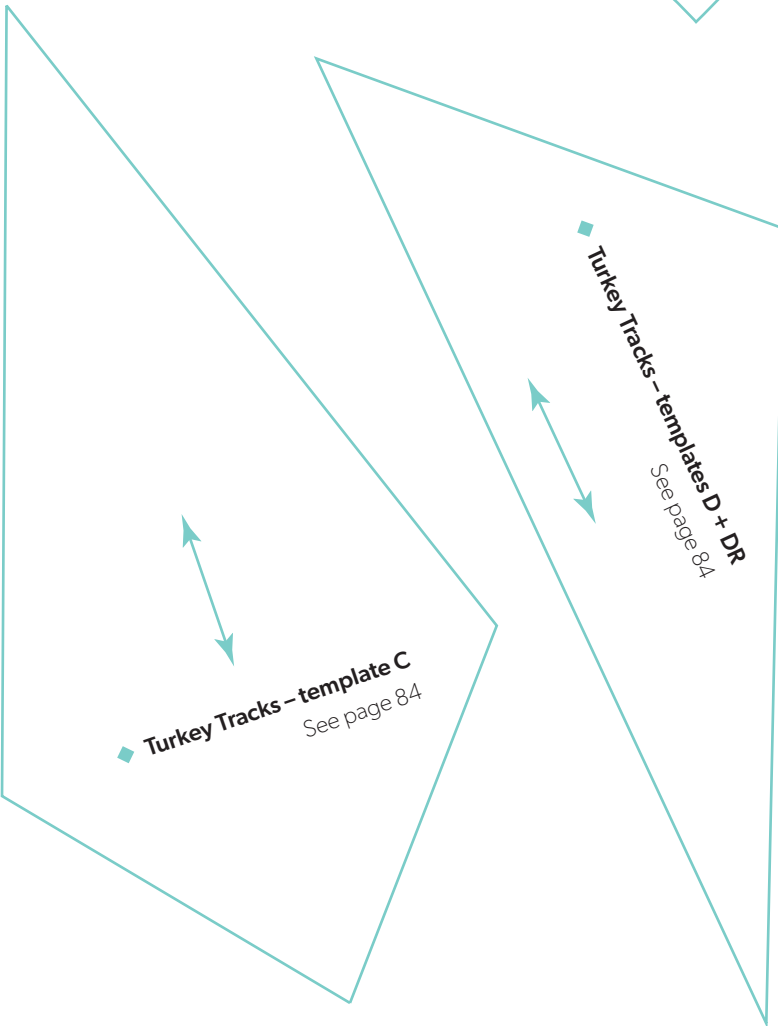 Turkey Tracks – templates D + DR
See page 84
Turkey Tracks – template C
See page 84